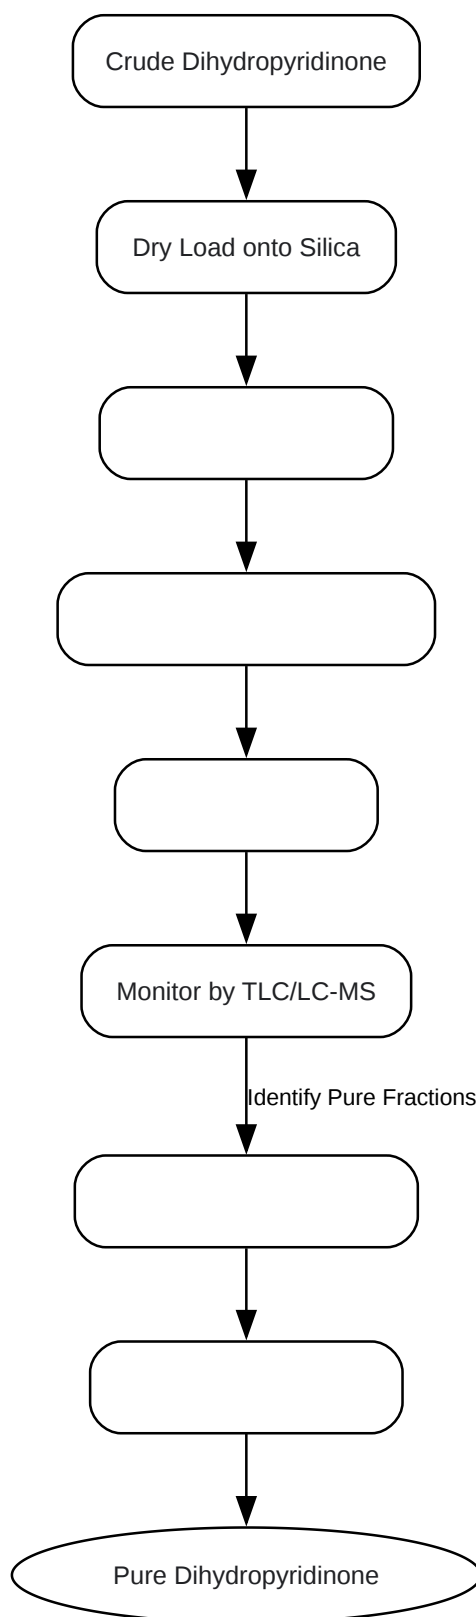 Crude Dihydropyridinone
Dry Load onto Silica
Monitor by TLC/LC-MS
Identify Pure Fractions
Pure Dihydropyridinone